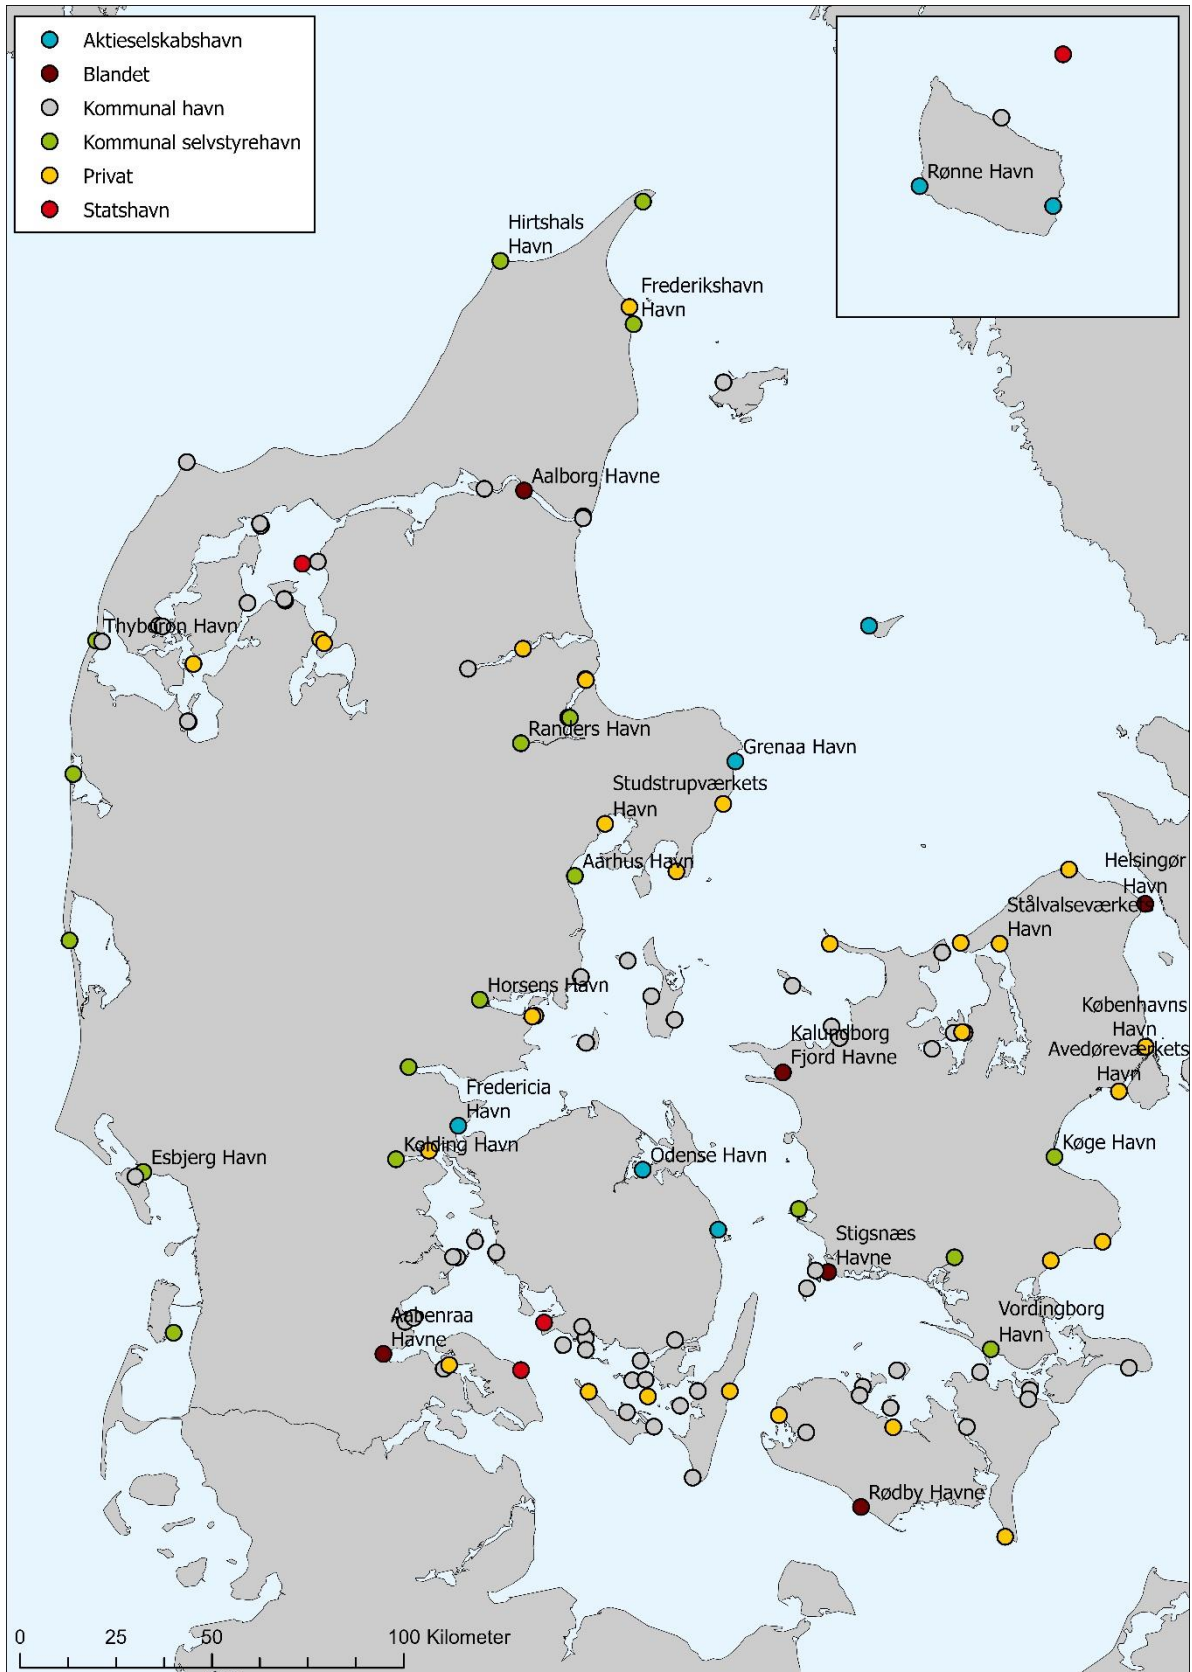 Aktieselskabshavn
Blandet
Kommunal havn
Kommunal selvstyrehavn
Privat
Statshavn
Rønne Havn
Hirtshals
Havn
Frederikshavn
Havn
Aalborg Havne
Thyborøn Havn
Randers Havn
Grenaa Havn
Studstrupværkets
Havn
Aarhus Havn
Helsingør
Havn
Stålvalseværkets
Havn
Horsens Havn
Københavns
Havn
Kalundborg
Fjord Havne
Avedøreværkets
Havn
Fredericia
Havn
Kolding Havn
Esbjerg Havn
Odense Havn
Køge Havn
Stigsnæs
Havne
Vordingborg
Havn
Aabenraa
Havne
Rødby Havne
0 25 50 100 Kilometer